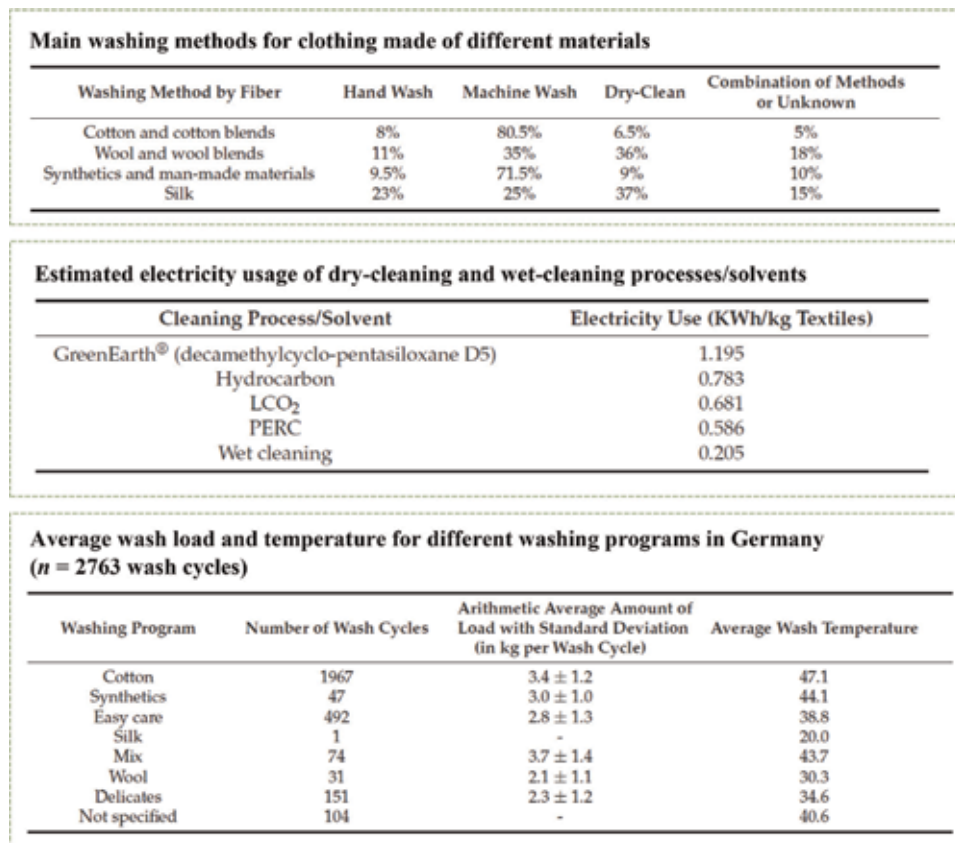 Main washing methods for clothing made of different materials
Washing Method by Fiber Hand Wash Machine Wash Dry-Clean Combination of Methods or Unknown
Cotton and cotton blends 8% 80.5% 6.5% 5%
Wool and wool blends 11% 35% 36% 18%
Synthetics and man-made materials 9.5% 71.5% 9% 10%
Silk 23% 25% 37% 15%
Estimated electricity usage of dry-cleaning and wet-cleaning processes/solvents
Cleaning Process/Solvent Electricity Use (KWh/kg Textiles)
GreenEarth® (decamethylcyclo-pentasiloxane D5) 1.195
Hydrocarbon 0.783
LCO₂ 0.681
PERC 0.586
Wet cleaning 0.205
Average wash load and temperature for different washing programs in Germany
(n = 2763 wash cycles)
Washing Program Number of Wash Cycles Arithmetic Average Amount of Load with Standard Deviation (in kg per Wash Cycle) Average Wash Temperature
Cotton 1967 3.4 ± 1.2 47.1
Synthetics 47 3.0 ± 1.0 44.1
Easy care 492 2.8 ± 1.3 38.8
Silk 1 - 20.0
Mix 74 3.7 ± 1.4 43.7
Wool 31 2.1 ± 1.1 30.3
Delicates 151 2.3 ± 1.2 34.6
Not specified 104 - 40.6